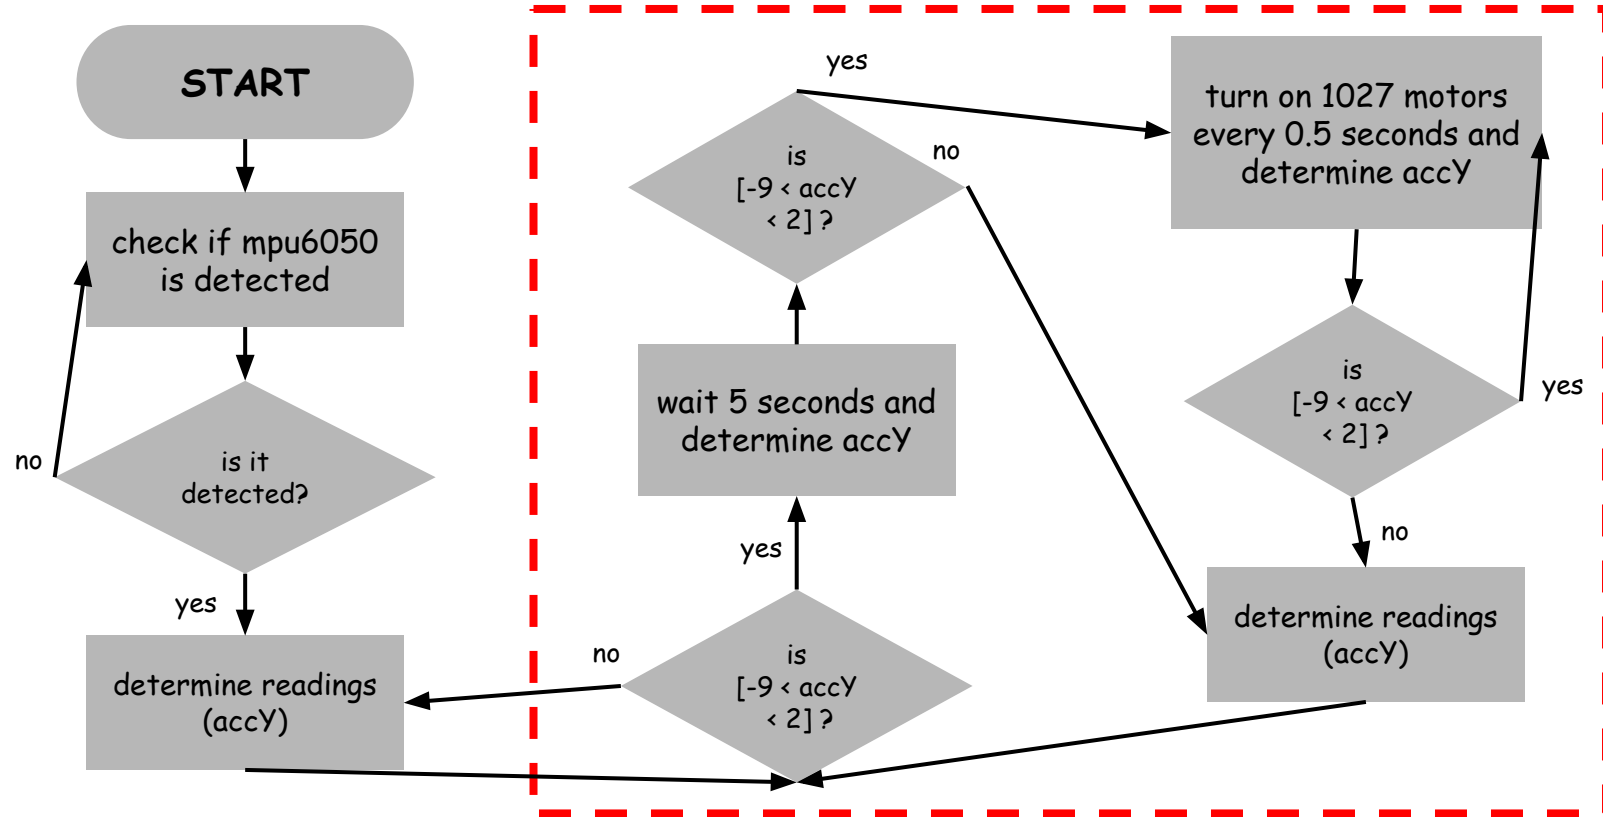 START
check if mpu6050
is detected
no
is it
detected?
yes
determine readings
(accY)
yes
is
[-9 < accY
< 2] ?
no
wait 5 seconds and
determine accY
yes
no
is
[-9 < accY
< 2] ?
turn on 1027 motors
every 0.5 seconds and
determine accY
is
[-9 < accY
< 2] ?
yes
no
determine readings
(accY)